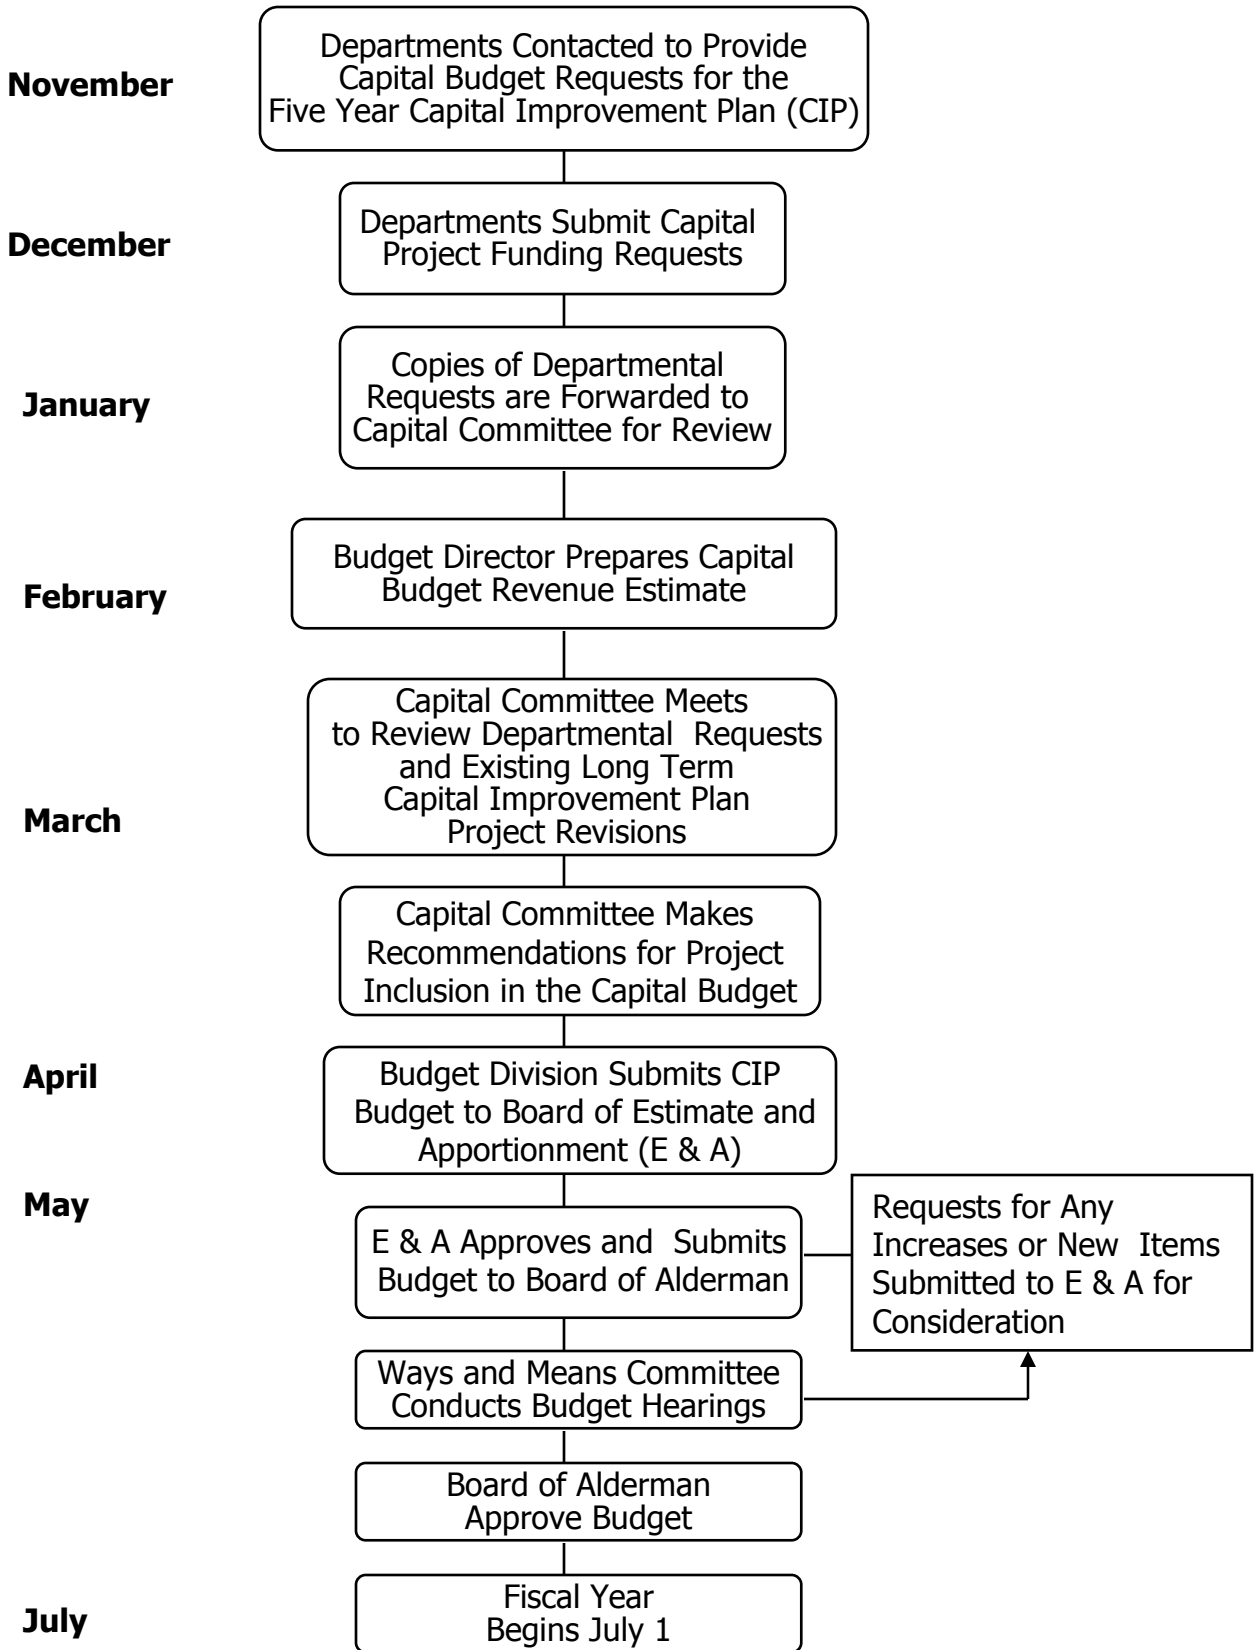 November
Departments Contacted to Provide
Capital Budget Requests for the
Five Year Capital Improvement Plan (CIP)
December
Departments Submit Capital
Project Funding Requests
January
Copies of Departmental
Requests are Forwarded to
Capital Committee for Review
February
Budget Director Prepares Capital
Budget Revenue Estimate
March
Capital Committee Meets
to Review Departmental  Requests
and Existing Long Term
Capital Improvement Plan
Project Revisions
Capital Committee Makes
Recommendations for Project
Inclusion in the Capital Budget
April
Budget Division Submits CIP
Budget to Board of Estimate and
Apportionment (E & A)
May
E & A Approves and  Submits
Budget to Board of Alderman
Requests for Any
Increases or New  Items
Submitted to E & A for
Consideration
Ways and Means Committee
Conducts Budget Hearings
Board of Alderman
Approve Budget
July
Fiscal Year
Begins July 1